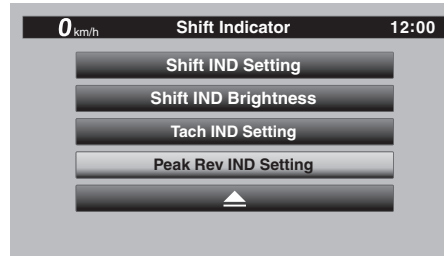 0 km/h Shift Indicator 12:00
Shift IND Setting
Shift IND Brightness
Tach IND Setting
Peak Rev IND Setting